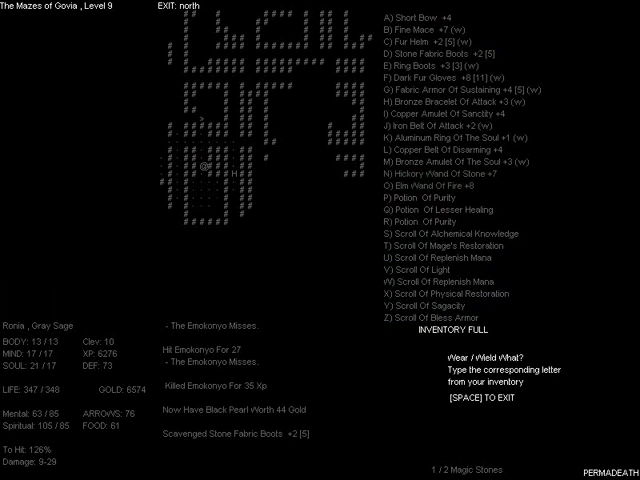 The Mazes of Govia , Level 9
EXIT: north
A) Short Bow +4
B) Fine Mace +7 (w)
C) Fur Helm +2 [5] (w)
D) Stone Fabric Boots +2 [5]
E) Ring Boots +3 [3] (w)
F) Dark Fur Gloves +8 [11] (w)
G) Fabric Armor Of Sustaining +4 [5] (w)
H) Bronze Bracelet Of Attack +3 (w)
I) Copper Amulet Of Sanctity +4
J) Iron Belt Of Attack +2 (w)
K) Aluminum Ring Of The Soul +1 (w)
L) Copper Belt Of Disarming +4
M) Bronze Amulet Of The Soul +3 (w)
N) Hickory Wand Of Stone +7
O) Elm Wand Of Fire +8
P) Potion Of Purity
Q) Potion Of Lesser Healing
R) Potion Of Purity
S) Scroll Of Alchemical Knowledge
T) Scroll Of Mage's Restoration
U) Scroll Of Replenish Mana
V) Scroll Of Light
W) Scroll Of Replenish Mana
X) Scroll Of Physical Restoration
Y) Scroll Of Sagacity
Z) Scroll Of Bless Armor
INVENTORY FULL
Wear / Wield What?
Type the corresponding letter
from your inventory
[SPACE] TO EXIT
Ronia , Gray Sage
BODY: 13 / 13
Clev: 10
MIND: 17 / 17
XP: 6276
SOUL: 21 / 17
DEF: 73
LIFE: 347 / 348
GOLD: 6574
Mental: 63 / 85
ARROWS: 76
Spiritual: 105 / 85
FOOD: 61
To Hit: 126%
Damage: 9-29
- The Emokonyo Misses.
Hit Emokonyo For 27
- The Emokonyo Misses.
Killed Emokonyo For 35 Xp
Now Have Black Pearl Worth 44 Gold
Scavenged Stone Fabric Boots +2 [5]
1 / 2 Magic Stones
PERMADEATH